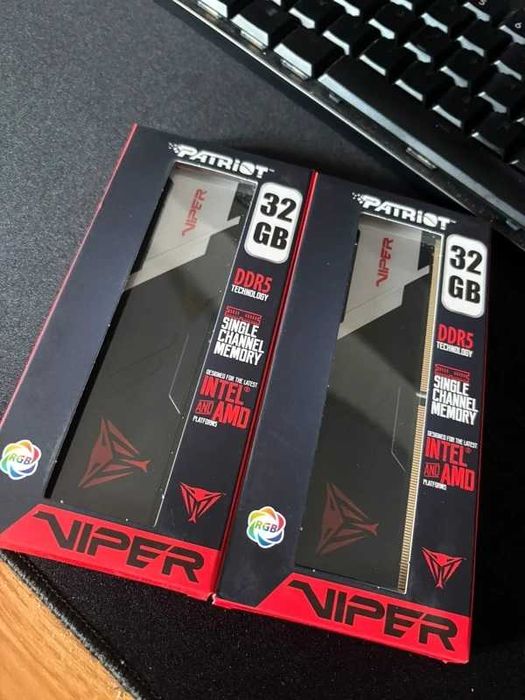 PATRIOT
VIPER
32
GB
DDR5
TECHNOLOGY
SINGLE
CHANNEL
MEMORY
DESIGNED FOR THE LATEST
INTEL®
AND AMD
PLATFORMS
RGB
VIPER
PATRIOT
VIPER
32
GB
DDR5
TECHNOLOGY
SINGLE
CHANNEL
MEMORY
DESIGNED FOR THE LATEST
INTEL®
AND AMD
PLATFORMS
RGB
VIPER